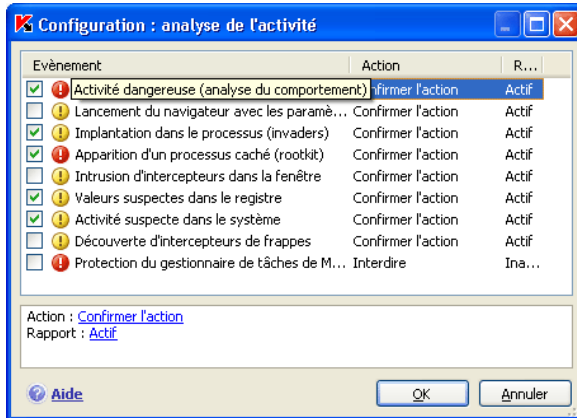 Configuration : analyse de l'activité
Evènement Action R...
Activité dangereuse (analyse du comportement) nfirmer l'action Actif
Lancement du navigateur avec les paramè... Confirmer l'action Actif
Implantation dans le processus (invaders) Confirmer l'action Actif
Apparition d'un processus caché (rootkit) Confirmer l'action Actif
Intrusion d'intercepteurs dans la fenêtre Confirmer l'action Actif
Valeurs suspectes dans le registre Confirmer l'action Actif
Activité suspecte dans le système Confirmer l'action Actif
Découverte d'intercepteurs de frappes Confirmer l'action Actif
Protection du gestionnaire de tâches de M... Interdire Ina...
Action : Confirmer l'action
Rapport : Actif
Aide OK Annuler